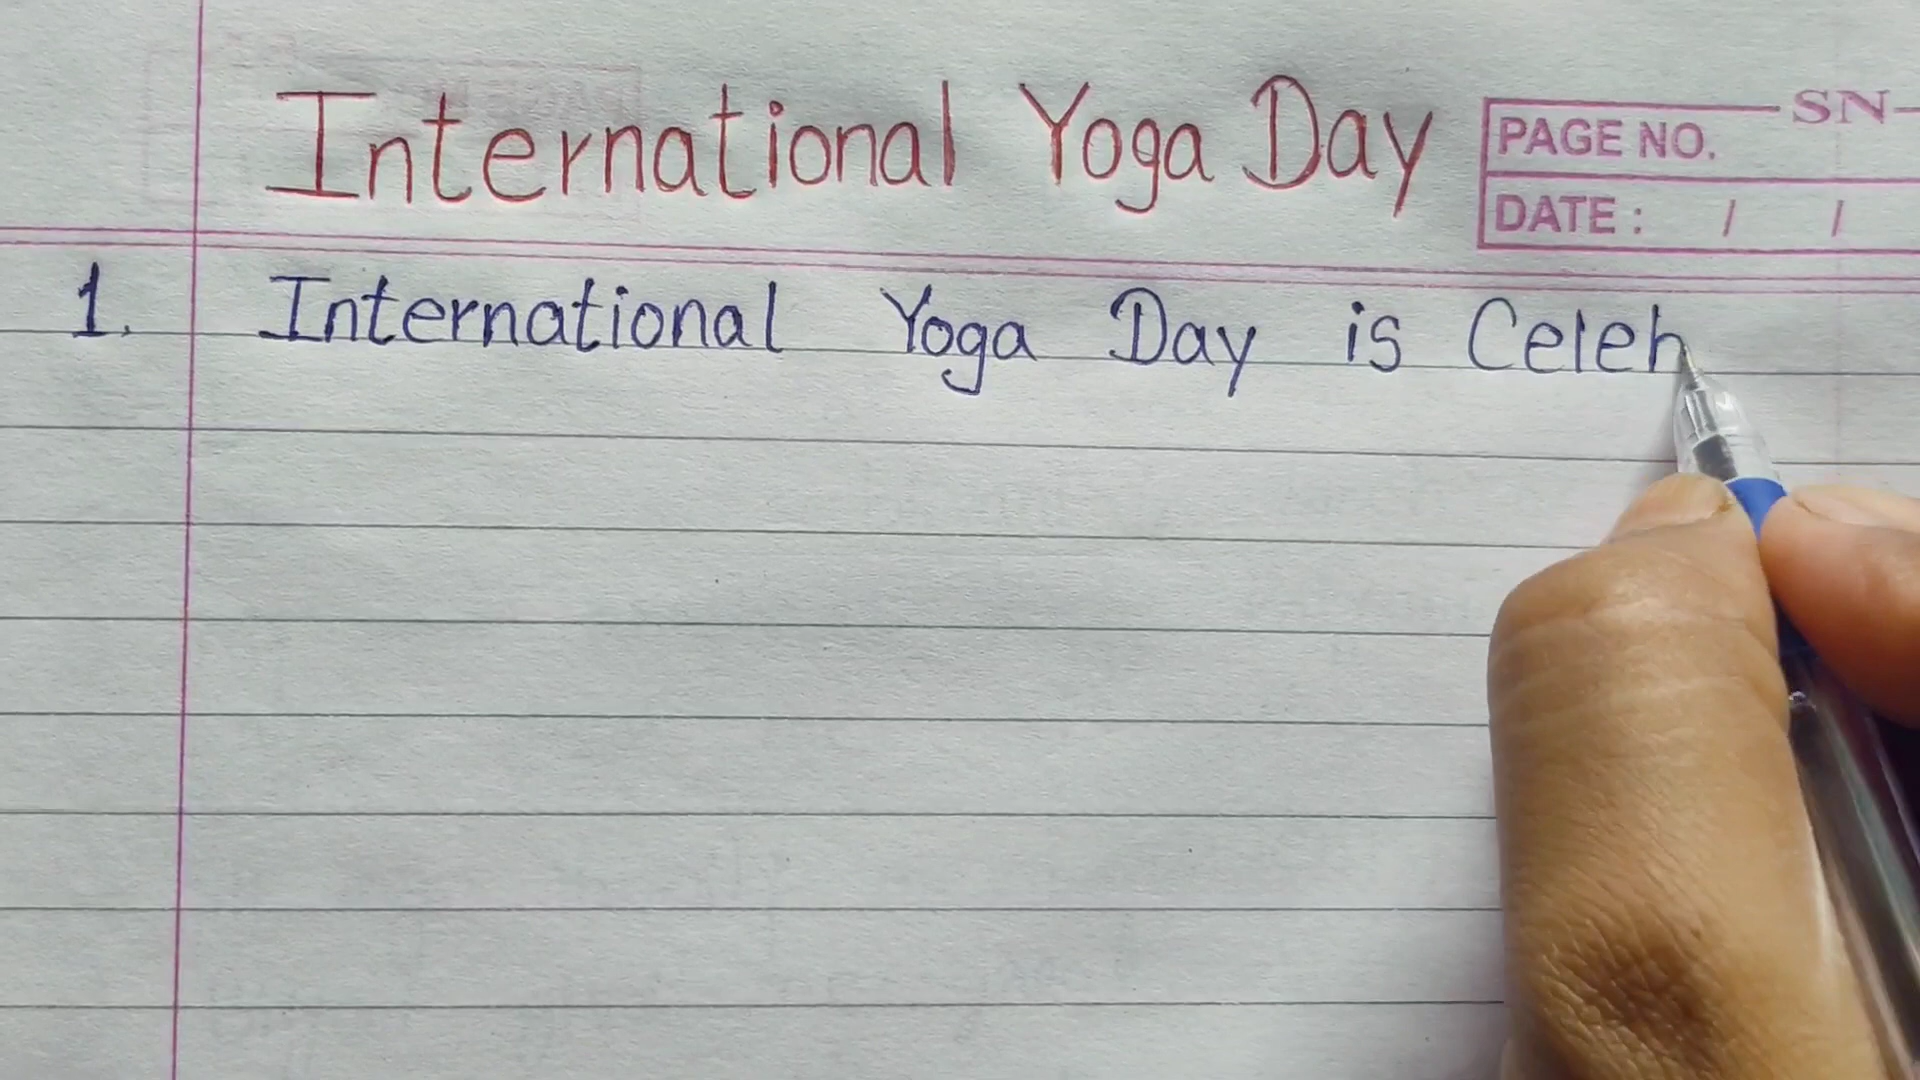 International Yoga Day
SN
PAGE NO.
DATE : / /
1. International Yoga Day is Celeb